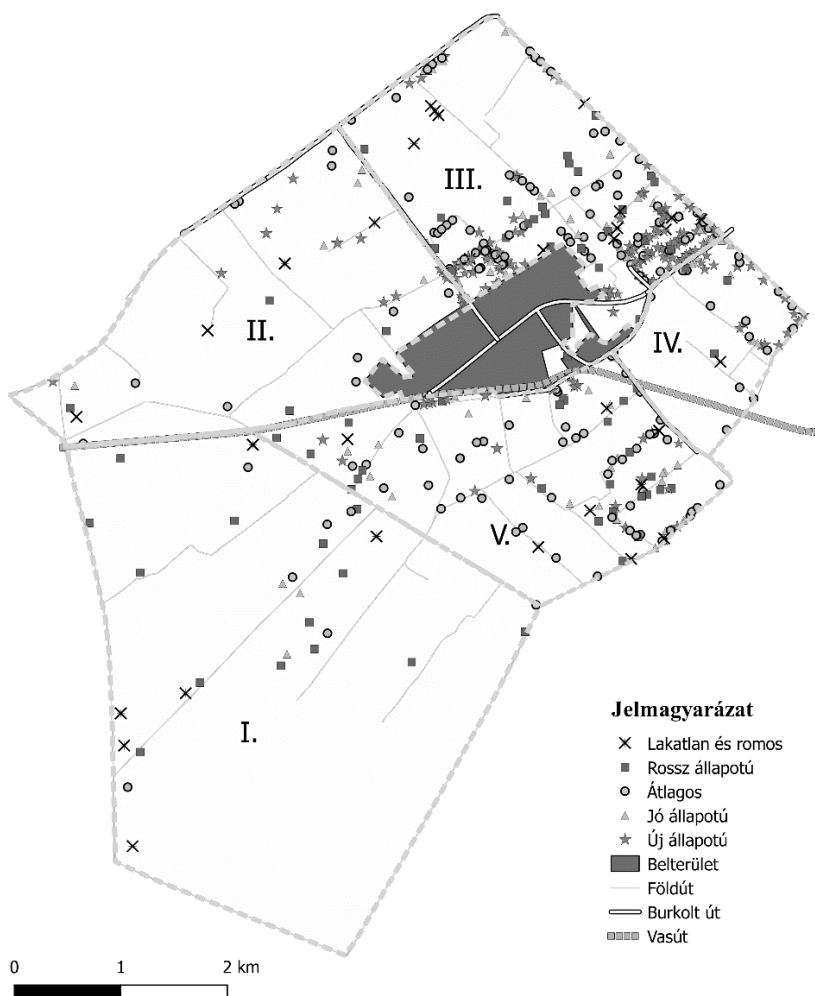 III.
II.
IV.
V.
I.
Jelmagyarázat
Lakatlan és romos
Rossz állapotú
Átlagos
Jó állapotú
Új állapotú
Belterület
Földút
Burkolt út
Vasút
0 1 2 km